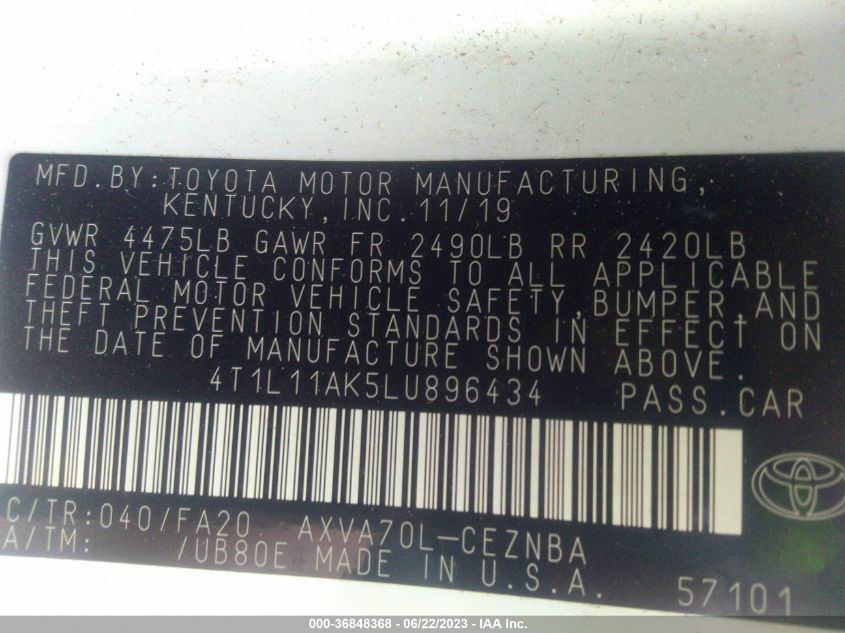 MFD.BY:TOYOTA MOTOR MANUFACTURING,
KENTUCKY,INC. 11/19
GVWR 4475LB GAWR FR 2490LB RR 2420LB
THIS VEHICLE CONFORMS TO ALL APPLICABLE
FEDERAL MOTOR VEHICLE SAFETY,BUMPER,AND
THEFT PREVENTION STANDARDS IN EFFECT ON
THE DATE OF MANUFACTURE SHOWN ABOVE.
4T1L11AK5LU896434 PASS.CAR
C/TR:040/FA20 AXVA70L-CEZNBA
A/TM: /UB80E MADE IN U.S.A.
57101
000-36848368 - 06/22/2023 - IAA Inc.